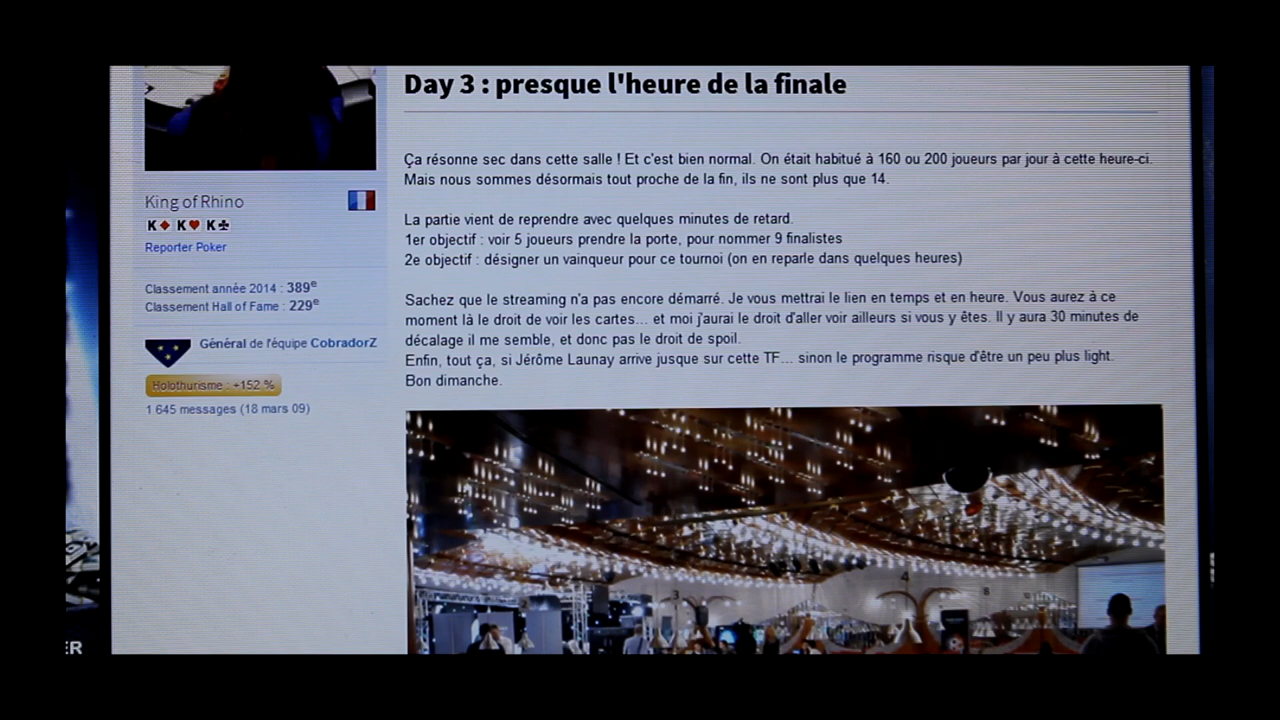 Day 3 : presque l'heure de la finale
Ça résonne sec dans cette salle ! Et c'est bien normal. On était habitué à 160 ou 200 joueurs par jour à cette heure-ci.
Mais nous sommes désormais tout proche de la fin, ils ne sont plus que 14.
La partie vient de reprendre avec quelques minutes de retard.
1er objectif : voir 5 joueurs prendre la porte, pour nommer 9 finalistes
2e objectif : désigner un vainqueur pour ce tournoi (on en reparle dans quelques heures)
Sachez que le streaming n'a pas encore démarré. Je vous mettrai le lien en temps et en heure. Vous aurez à ce
moment là le droit de voir les cartes... et moi j'aurai le droit d'aller voir ailleurs si vous y êtes. Il y aura 30 minutes de
décalage il me semble, et donc pas le droit de spoil.
Enfin, tout ça, si Jérôme Launay arrive jusque sur cette TF... sinon le programme risque d'être un peu plus light.
Bon dimanche.
King of Rhino
K♦ K♥ K♣
Reporter Poker
Classement année 2014 : 389e
Classement Hall of Fame : 229e
Général de l'équipe CobradorZ
Holothurisme : +152 %
1 645 messages (18 mars 09)
ER
3
4
8